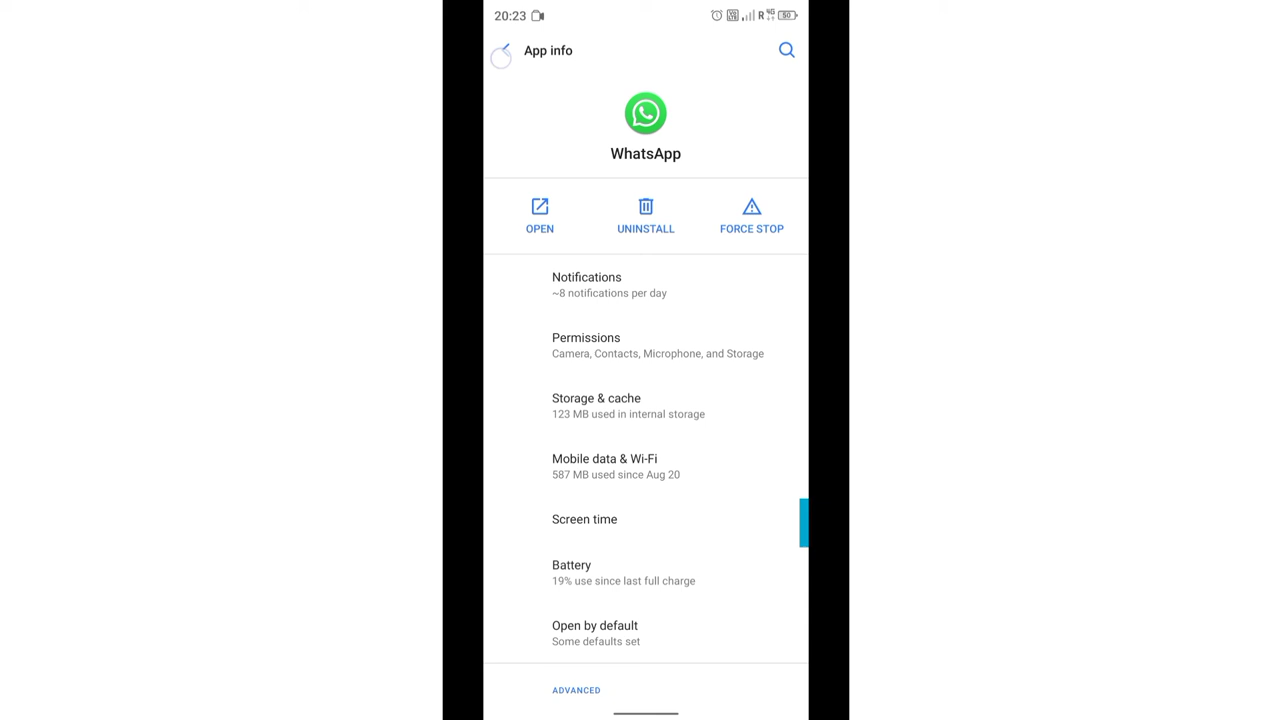 20:23 R 4G 50
App info
WhatsApp
OPEN UNINSTALL FORCE STOP
Notifications
~8 notifications per day
Permissions
Camera, Contacts, Microphone, and Storage
Storage & cache
123 MB used in internal storage
Mobile data & Wi-Fi
587 MB used since Aug 20
Screen time
Battery
19% use since last full charge
Open by default
Some defaults set
ADVANCED